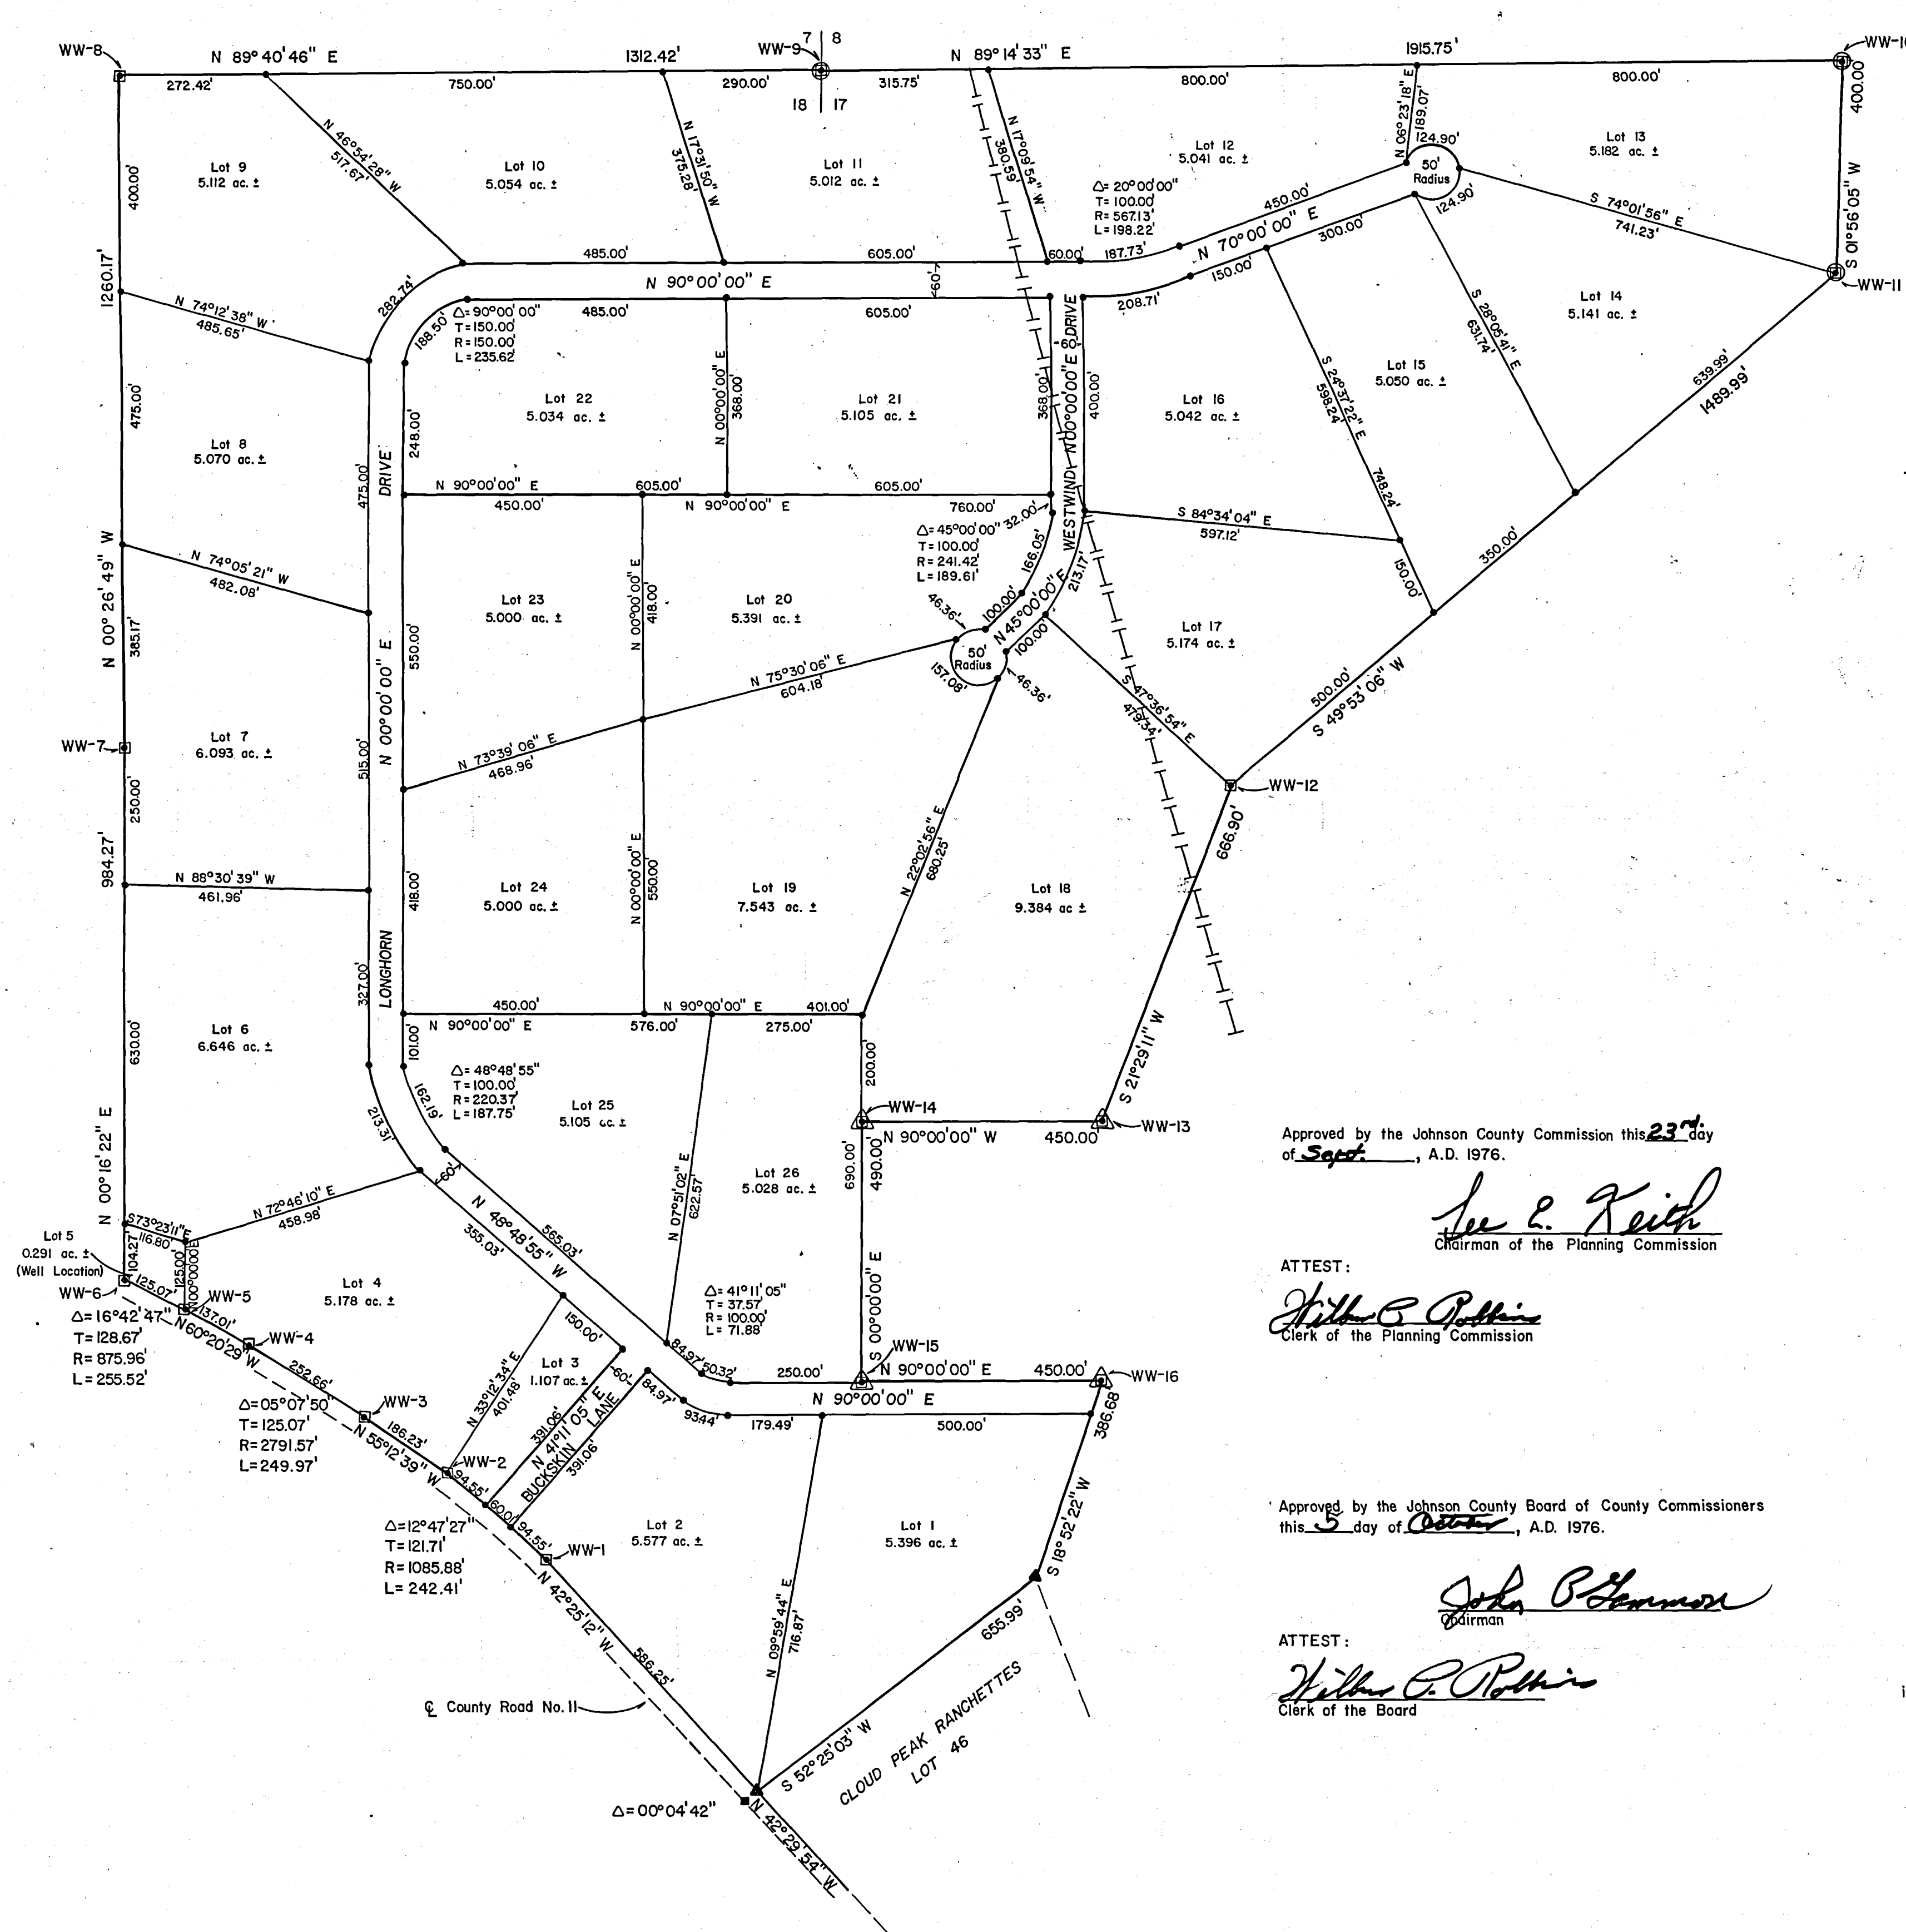 WW-8
N 89°40'46" E
1312.42'
WW-9
7 8
18 17
N 89°14'33" E
1915.75'
272.42'
750.00'
290.00'
315.75'
800.00'
800.00'
400.00
400.00'
N 46°54'28" W
517.67'
N 17°31'50" W
375.28'
N 17°09'54" W
380.59'
N 06°23'18" E
189.07'
124.90'
50'
Radius
124.90'
Lot 9
5.112 ac. ±
Lot 10
5.054 ac. ±
Lot 11
5.012 ac. ±
Lot 12
5.041 ac. ±
Lot 13
5.182 ac. ±
Δ= 20°00'00"
T= 100.00'
R= 567.13'
L= 198.22'
450.00'
N 70°00'00" E
300.00'
150.00'
S 74°01'56" E
741.23'
S 01°56'05" W
WW-11
1260.17'
485.00'
605.00'
60.00'
187.73'
N 90°00'00" E
60'
208.71'
282.74'
188.50'
N 74°12'38" W
485.65'
Δ= 90°00'00"
T= 150.00'
R= 150.00'
L= 235.62'
485.00'
605.00'
Lot 14
5.141 ac. ±
S 28°05'41" E
631.74'
S 24°37'22" E
598.24'
748.24'
Lot 15
5.050 ac. ±
639.99'
1489.99'
475.00'
Lot 8
5.070 ac. ±
475.00'
DRIVE
248.00'
Lot 22
5.034 ac. ±
N 00°00'00" E
368.00'
Lot 21
5.105 ac. ±
368.00'
60'
WESTWIND N 00°00'00" E DRIVE
400.00'
Lot 16
5.042 ac. ±
N 90°00'00" E
450.00'
605.00'
N 90°00'00" E
605.00'
760.00'
32.00'
Δ= 45°00'00"
T= 100.00'
R= 241.42'
L= 189.61'
166.05'
213.17'
S 84°34'04" E
597.12'
150.00'
350.00'
N 00°26'49" W
N 74°05'21" W
482.08'
385.17'
Lot 23
5.000 ac. ±
N 00°00'00" E
418.00'
Lot 20
5.391 ac. ±
46.36'
100.00'
N 45°00'00" E
100.00'
50'
Radius
157.08'
46.36'
Lot 17
5.174 ac. ±
500.00'
S 49°53'06" W
N 75°30'06" E
604.18'
S 47°36'54" E
479.34'
550.00'
N 00°00'00" E
WW-7
Lot 7
6.093 ac. ±
515.00'
N 73°39'06" E
468.96'
250.00'
984.27'
WW-12
666.90'
N 88°30'39" W
461.96'
418.00'
Lot 24
5.000 ac. ±
N 00°00'00" E
550.00'
Lot 19
7.543 ac. ±
N 22°02'56" E
680.25'
Lot 18
9.384 ac ±
327.00'
LONGHORN
450.00'
N 90°00'00" E
N 90°00'00" E
401.00'
576.00'
275.00'
Lot 6
6.646 ac. ±
630.00'
101.00'
200.00'
S 21°29'11" W
N 00°16'22" E
213.31'
162.19'
Δ= 48°48'55"
T= 100.00'
R= 220.37'
L= 187.75'
Lot 25
5.105 ac. ±
WW-14
N 90°00'00" W
450.00'
WW-13
690.00'
490.00'
60'
Lot 26
5.028 ac. ±
N 07°51'02" E
622.57'
N 72°46'10" E
458.98'
S73°23'11"E
116.80'
Lot 5
0.291 ac. ±
(Well Location)
104.27'
125.00'
N00°00'00"E
WW-6
125.07'
WW-5
Lot 4
5.178 ac. ±
N 48°48'55" W
355.03'
565.03'
Δ= 16°42'47"
T= 128.67'
R= 875.96'
L= 255.52'
137.01'
N60°20'29" W
WW-4
252.66'
Δ= 41°11'05"
T= 37.57'
R= 100.00'
L= 71.88'
S 00°00'00" E
WW-15
N 90°00'00" E
450.00'
WW-16
84.97'
50.32'
250.00'
N 90°00'00" E
150.00'
Lot 3
1.107 ac. ±
N 33°12'34" E
401.48'
391.06'
N 41°11'05" E
60'
BUCKSKIN LANE
391.06'
84.97'
93.44'
179.49'
500.00'
386.68'
WW-3
Δ= 05°07'50"
T= 125.07'
R= 2791.57'
L= 249.97'
186.23'
N 55°12'39" W
WW-2
94.55'
60.01'
94.55'
WW-1
Δ= 12°47'27"
T= 121.71'
R= 1085.88'
L= 242.41'
Lot 2
5.577 ac. ±
Lot 1
5.396 ac. ±
S 18°52'22" W
N 42°25'12" W
586.25'
N 09°59'44" E
716.87'
655.99'
S 52°25'03" W
CLOUD PEAK RANCHETTES
LOT 46
℄ County Road No. 11
Δ= 00°04'42"
N 42°29'54" W
Approved by the Johnson County Commission this 23rd. day
of Sept. , A.D. 1976.
Lee E. Keith
Chairman of the Planning Commission
ATTEST:
Wilbur C. Robbins
Clerk of the Planning Commission
Approved by the Johnson County Board of County Commissioners
this 5 day of October , A.D. 1976.
John P Gammon
Chairman
ATTEST:
Wilbur C. Robbins
Clerk of the Board